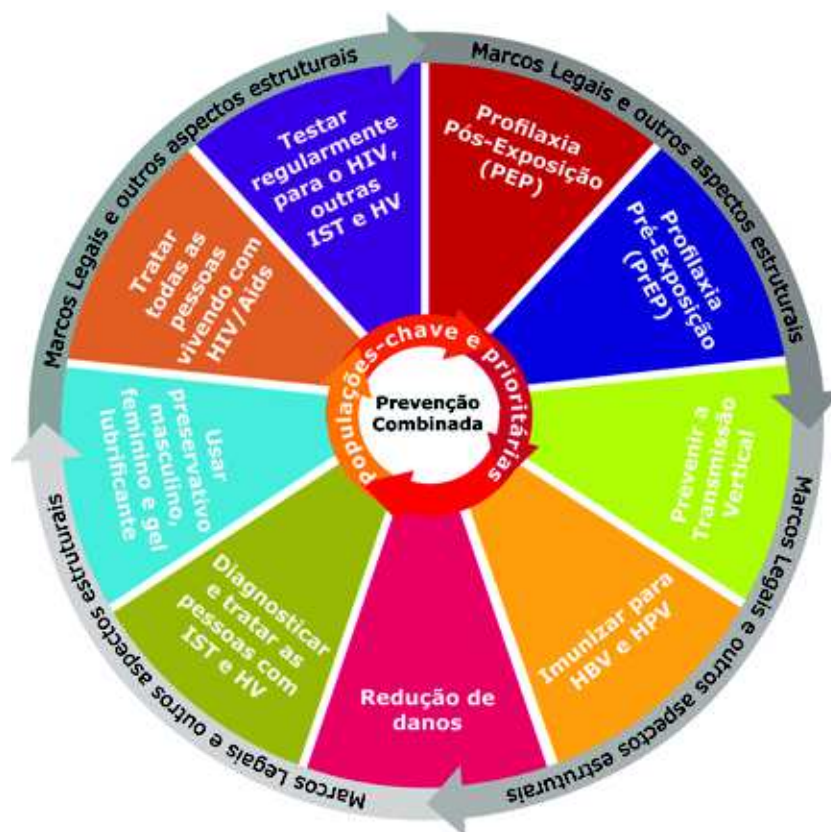 Marcos Legais e outros aspectos estruturais
Marcos Legais e outros aspectos estruturais
Testar
regularmente
para o HIV,
outras
IST e HV
Profilaxia
Pós-Exposição
(PEP)
Profilaxia
Pré-Exposição
(PrEP)
Prevenir a
Transmissão
Vertical
Imunizar para
HBV e HPV
Redução de
danos
Diagnosticar
e tratar as
pessoas com
IST e HV
Usar
preservativo
masculino,
feminino e gel
lubrificante
Tratar
todas as
pessoas
vivendo com
HIV/Aids
Populações-chave e prioritárias
Prevenção
Combinada
Marcos Legais e outros aspectos estruturais
Marcos Legais e outros aspectos estruturais